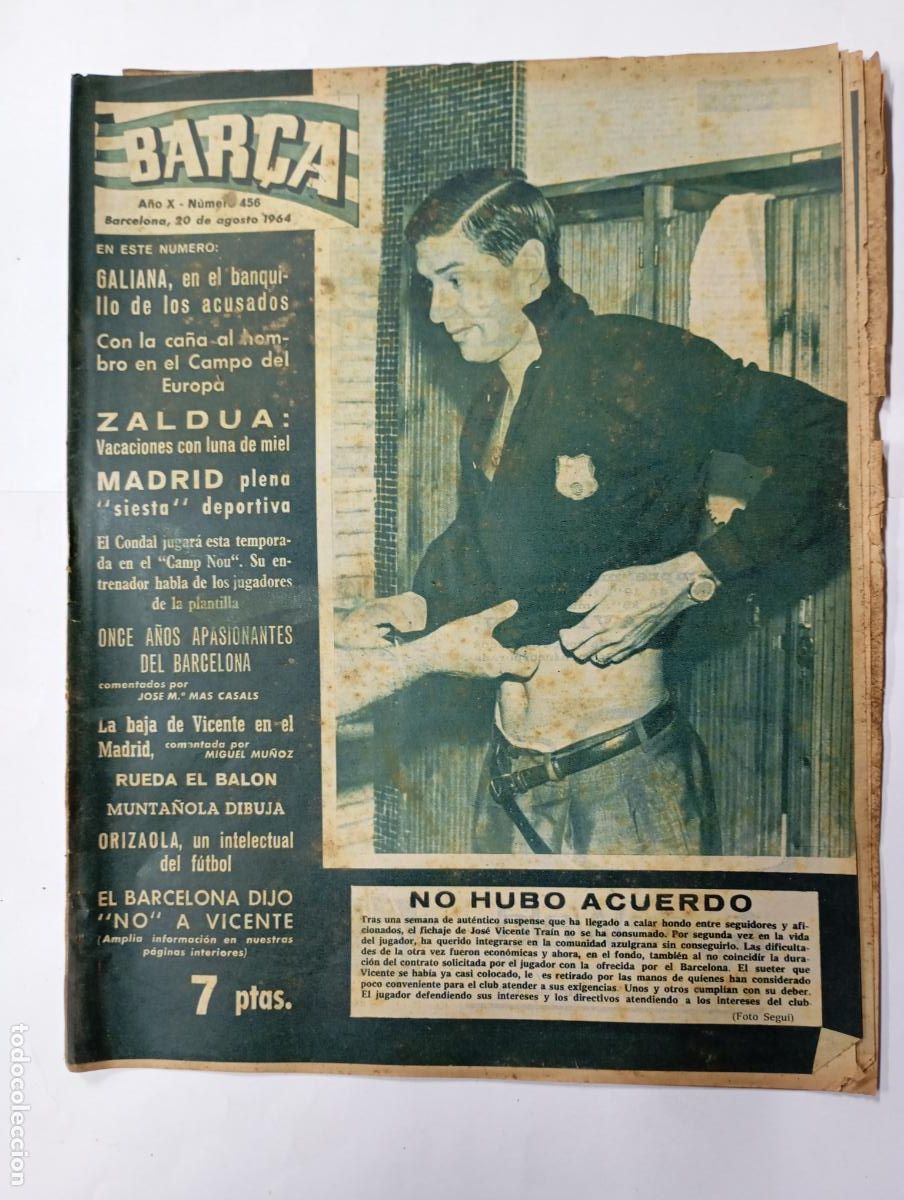 BARÇA
Año X - Número 456
Barcelona, 20 de agosto 1964
EN ESTE NUMERO:
GALIANA, en el banqui-
llo de los acusados
Con la caña al hom-
bro en el Campo del
Europà
ZALDUA:
Vacaciones con luna de miel
MADRID plena
"siesta" deportiva
El Condal jugará esta tempora-
da en el "Camp Nou". Su en-
trenador habla de los jugadores
de la plantilla
ONCE AÑOS APASIONANTES
DEL BARCELONA
comentados por
JOSE M.ª MAS CASALS
La baja de Vicente en el
Madrid, comentada por
MIGUEL MUÑOZ
RUEDA EL BALON
MUNTAÑOLA DIBUJA
ORIZAOLA, un intelectual
del fútbol
EL BARCELONA DIJO
"NO" A VICENTE
(Amplia información en nuestras
páginas interiores)
7 ptas.
NO HUBO ACUERDO
Tras una semana de auténtico suspense que ha llegado a calar hondo entre seguidores y afi-
cionados, el fichaje de José Vicente Traín no se ha consumado. Por segunda vez en la vida
del jugador, ha querido integrarse en la comunidad azulgrana sin conseguirlo. Las dificulta-
des de la otra vez fueron económicas y ahora, en el fondo, también al no coincidir la dura-
ción del contrato solicitada por el jugador con la ofrecida por el Barcelona. El sueter que
Vicente se había ya casi colocado, le es retirado por las manos de quienes han considerado
poco conveniente para el club atender a sus exigencias. Unos y otros cumplían con su deber.
El jugador defendiendo sus intereses y los directivos atendiendo a los intereses del club
(Foto Seguí)
todocoleccion